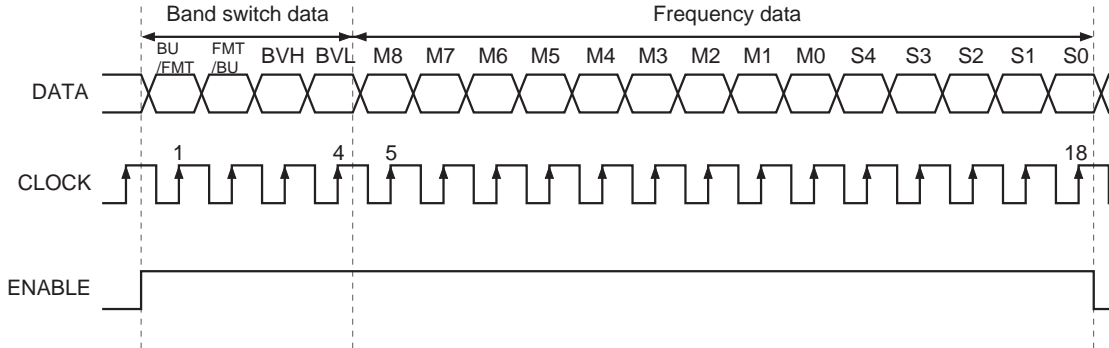 Band switch data Frequency data
BU /FMT FMT /BU BVH BVL M8 M7 M6 M5 M4 M3 M2 M1 M0 S4 S3 S2 S1 S0
DATA
1 4 5 18
CLOCK
ENABLE